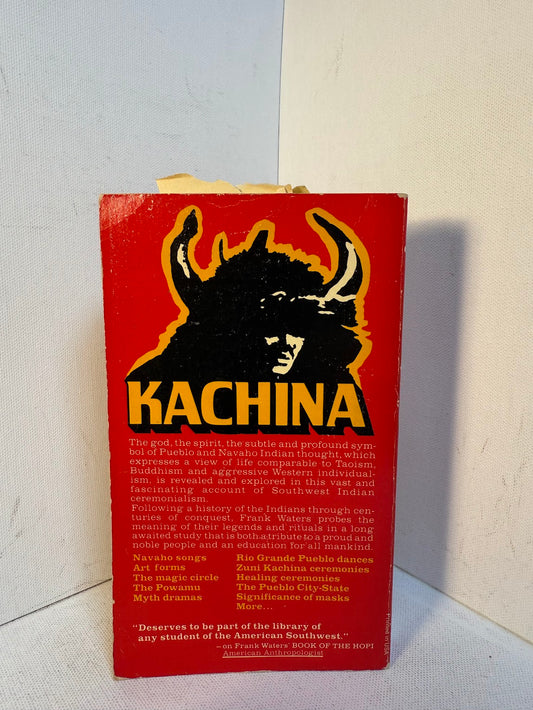 KACHINA
The god, the spirit, the subtle and profound sym-
bol of Pueblo and Navaho Indian thought, which
expresses a view of life comparable to Taoism,
Buddhism and aggressive Western individual-
ism, is revealed and explored in this vast and
fascinating account of Southwest Indian
ceremonialism.
Following a history of the Indians through cen-
turies of conquest, Frank Waters probes the
meaning of their legends and rituals in a long
awaited study that is both a tribute to a proud and
noble people and an education for all mankind.
Navaho songs
Art forms
The magic circle
The Powamu
Myth dramas
Rio Grande Pueblo dances
Zuni Kachina ceremonies
Healing ceremonies
The Pueblo City-State
Significance of masks
More...
"Deserves to be part of the library of
any student of the American Southwest."
—on Frank Waters' BOOK OF THE HOPI
American Anthropologist
Printed in USA